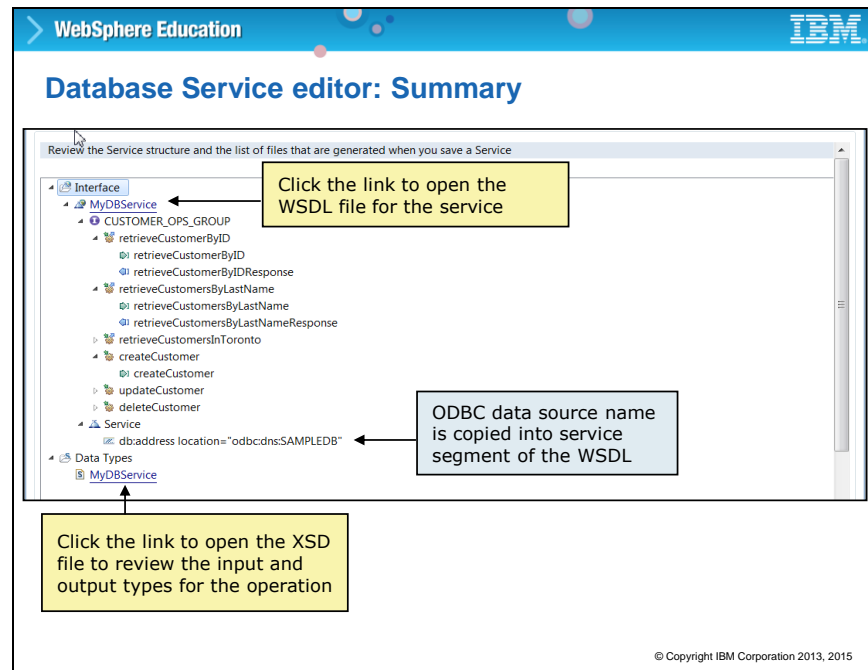 WebSphere Education
IBM.
Database Service editor: Summary
Review the Service structure and the list of files that are generated when you save a Service
Interface
MyDBService
CUSTOMER_OPS_GROUP
retrieveCustomerByID
retrieveCustomerByID
retrieveCustomerByIDResponse
retrieveCustomersByLastName
retrieveCustomersByLastName
retrieveCustomersByLastNameResponse
retrieveCustomersInToronto
createCustomer
createCustomer
updateCustomer
deleteCustomer
Service
db:address location="odbc:dns:SAMPLEDB"
Data Types
MyDBService
Click the link to open the
WSDL file for the service
ODBC data source name
is copied into service
segment of the WSDL
Click the link to open the XSD
file to review the input and
output types for the operation
© Copyright IBM Corporation 2013, 2015